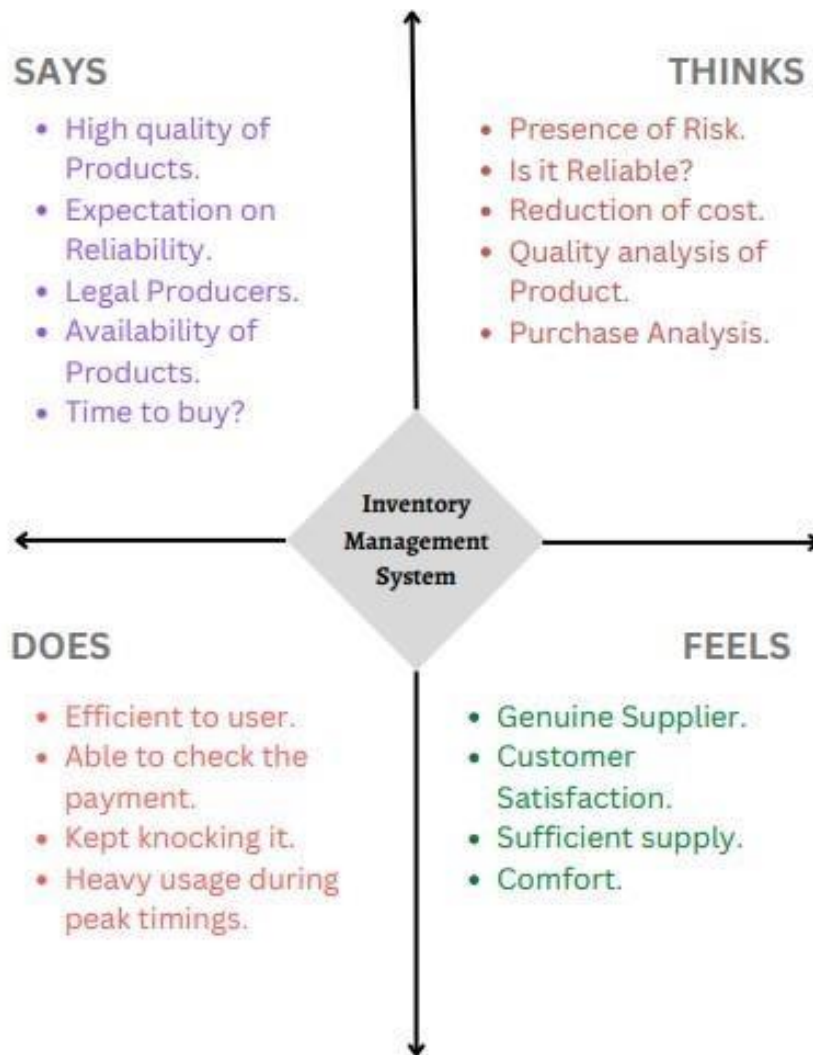 SAYS
High quality of
Products.
Expectation on
Reliability.
Legal Producers.
Availability of
Products.
Time to buy?
THINKS
Presence of Risk.
Is it Reliable?
Reduction of cost.
Quality analysis of
Product.
Purchase Analysis.
Inventory
Management
System
DOES
Efficient to user.
Able to check the
payment.
Kept knocking it.
Heavy usage during
peak timings.
FEELS
Genuine Supplier.
Customer
Satisfaction.
Sufficient supply.
Comfort.